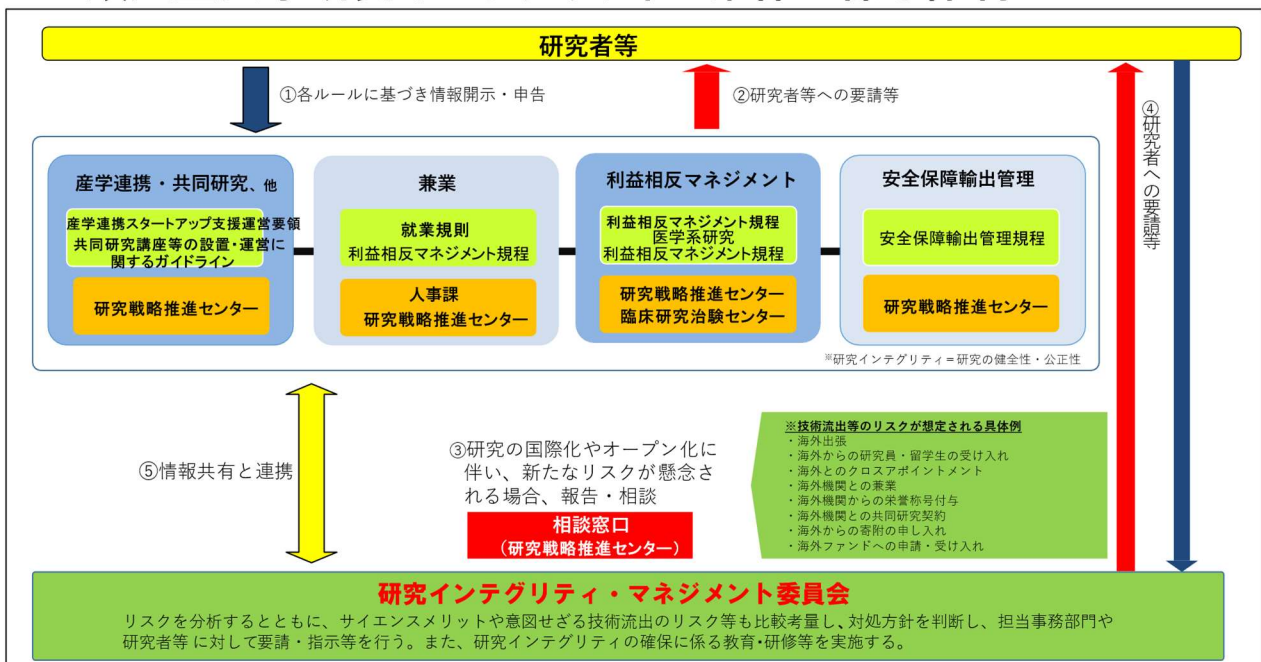 研究者等
①各ルールに基づき情報開示・申告
②研究者等への要請等
④研究者への要請等
産学連携・共同研究、他
産学連携スタートアップ支援運営要領
共同研究講座等の設置・運営に
関するガイドライン
研究戦略推進センター
兼業
就業規則
利益相反マネジメント規程
人事課
研究戦略推進センター
利益相反マネジメント
利益相反マネジメント規程
医学系研究
利益相反マネジメント規程
研究戦略推進センター
臨床研究治験センター
安全保障輸出管理
安全保障輸出管理規程
研究戦略推進センター
※研究インテグリティ=研究の健全性・公正性
⑤情報共有と連携
③研究の国際化やオープン化に
伴い、新たなリスクが懸念さ
れる場合、報告・相談
相談窓口
(研究戦略推進センター)
※技術流出等のリスクが想定される具体例
・海外出張
・海外からの研究員・留学生の受け入れ
・海外とのクロスアポイントメント
・海外機関との兼業
・海外機関からの栄誉称号付与
・海外機関との共同研究契約
・海外からの寄附の申し入れ
・海外ファンドへの申請・受け入れ
研究インテグリティ・マネジメント委員会
リスクを分析するとともに、サイエンスメリットや意図せざる技術流出のリスク等も比較考量し、対処方針を判断し、担当事務部門や
研究者等 に対して要請・指示等を行う。また、研究インテグリティの確保に係る教育・研修等を実施する。